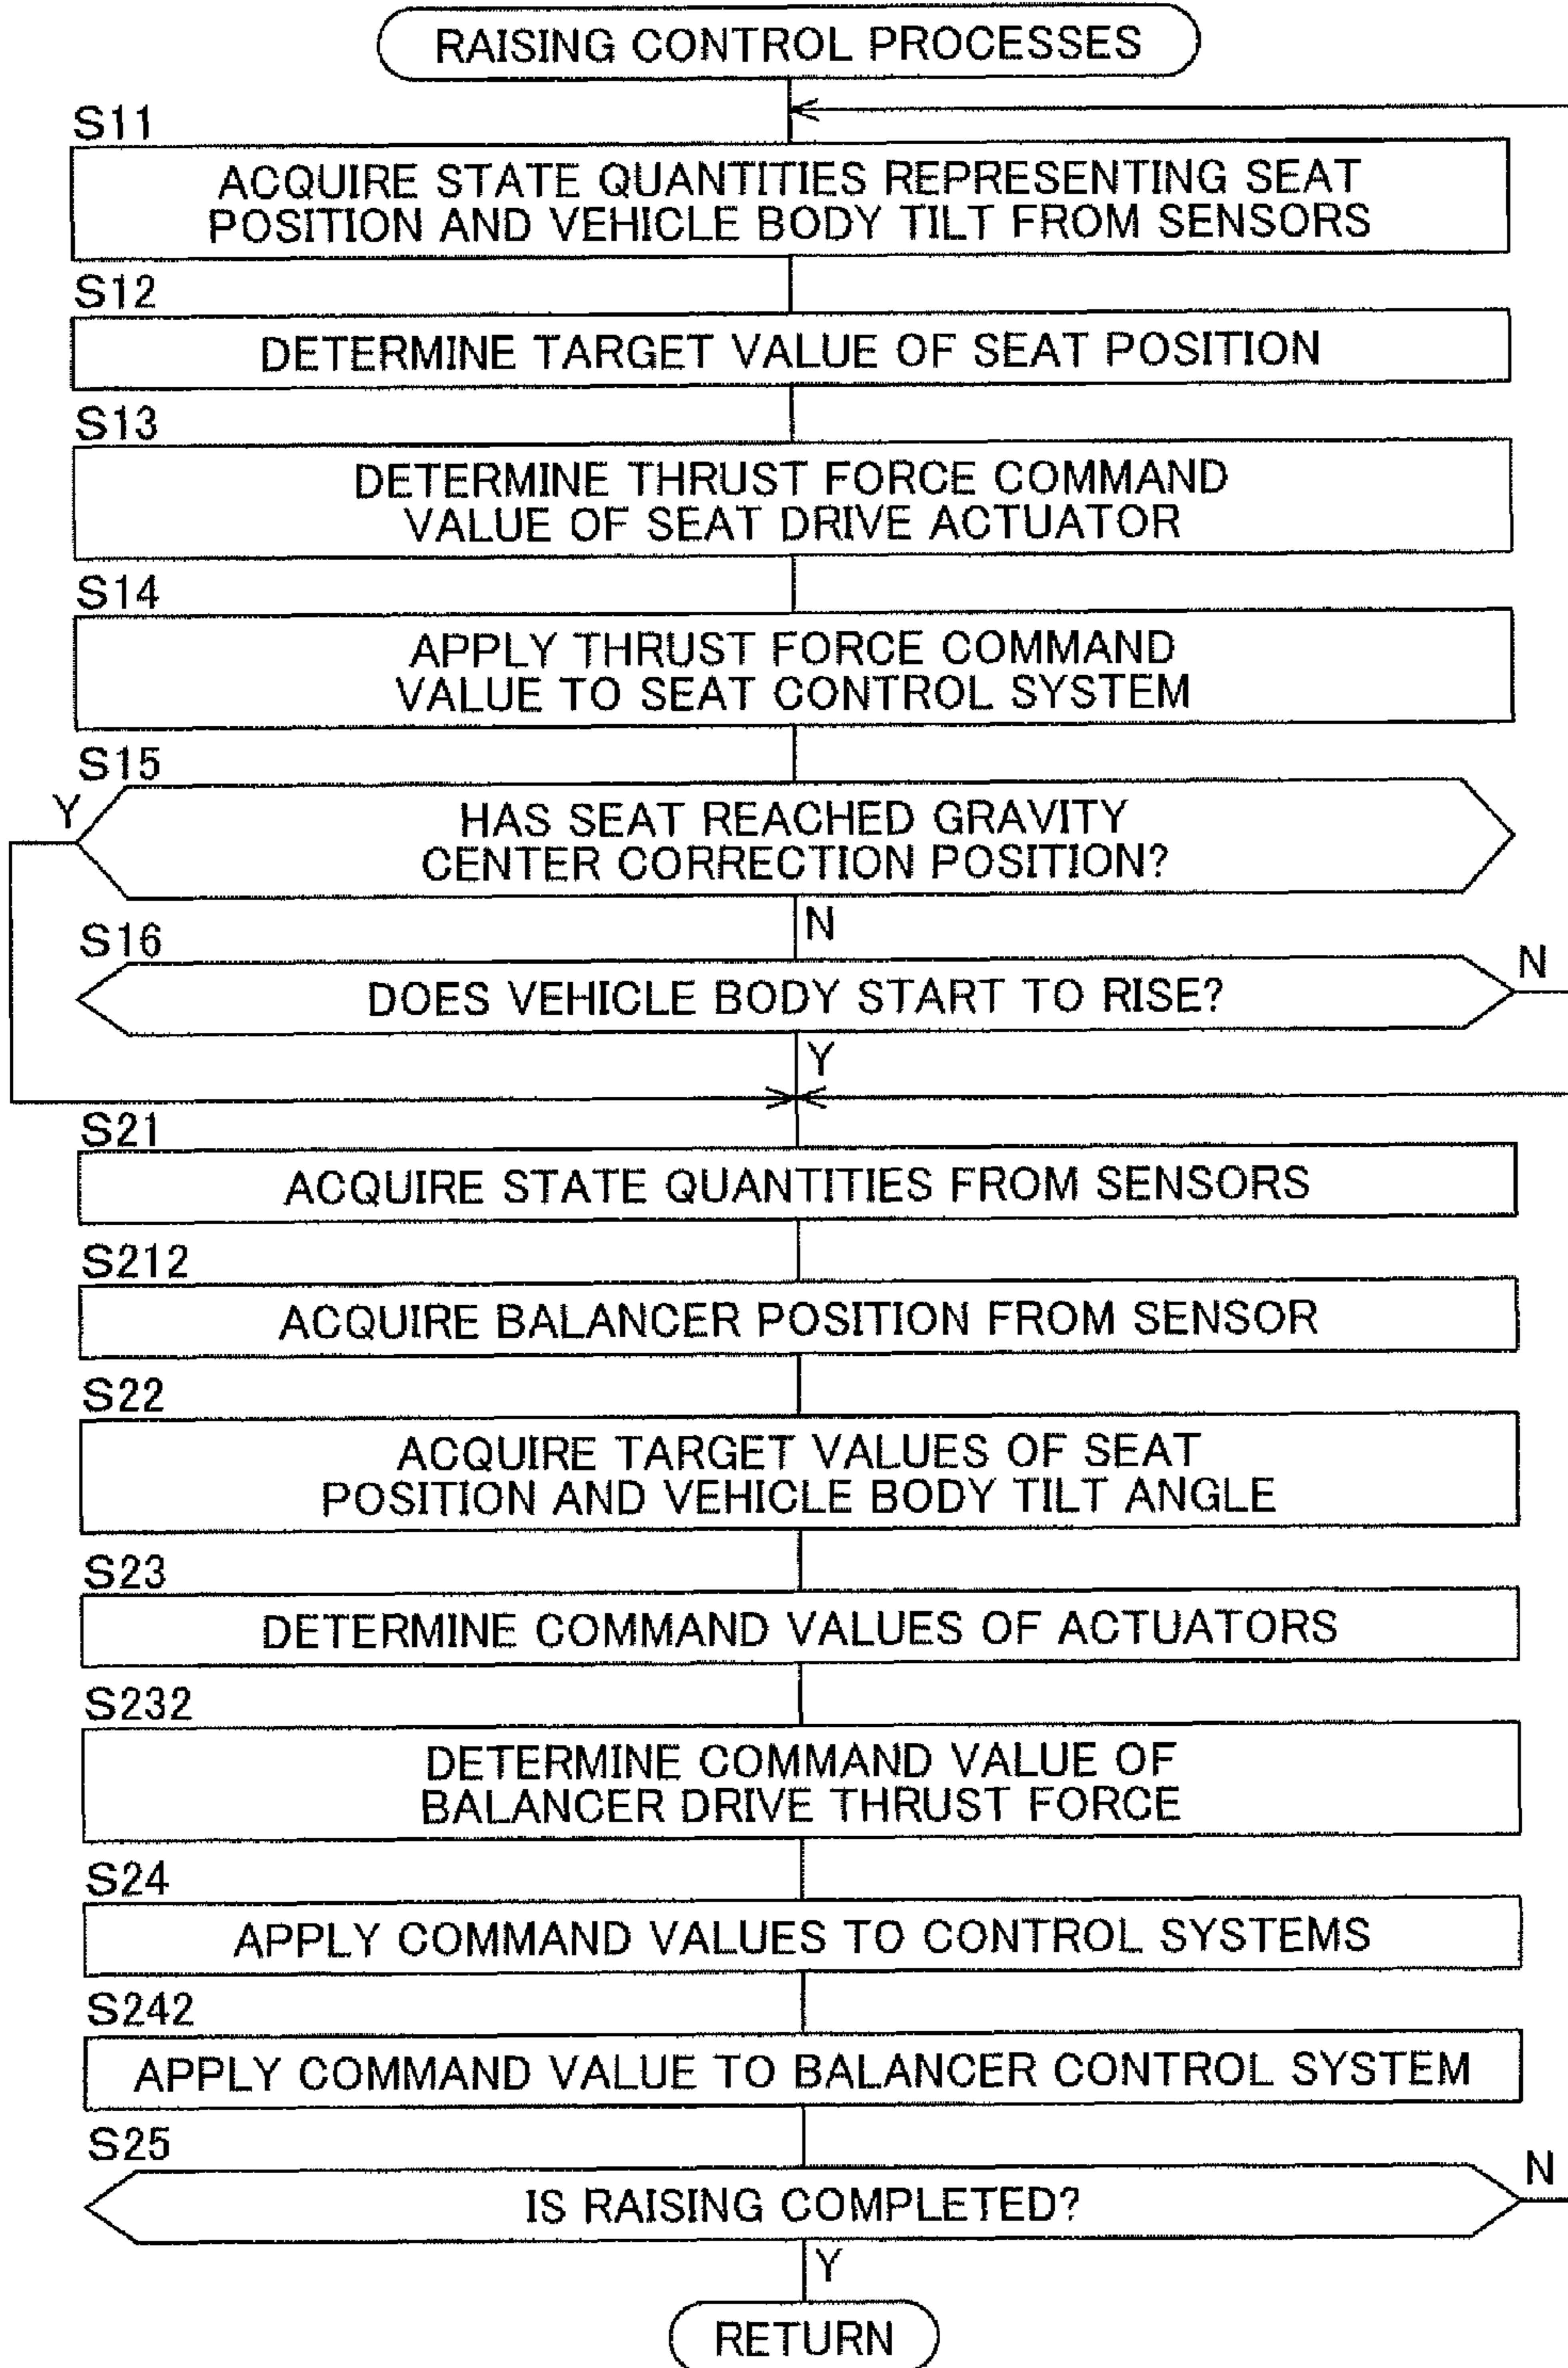 RAISING CONTROL PROCESSES
S11
ACQUIRE STATE QUANTITIES REPRESENTING SEAT
POSITION AND VEHICLE BODY TILT FROM SENSORS
S12
DETERMINE TARGET VALUE OF SEAT POSITION
S13
DETERMINE THRUST FORCE COMMAND
VALUE OF SEAT DRIVE ACTUATOR
S14
APPLY THRUST FORCE COMMAND
VALUE TO SEAT CONTROL SYSTEM
S15
Y
HAS SEAT REACHED GRAVITY
CENTER CORRECTION POSITION?
N
S16
DOES VEHICLE BODY START TO RISE?
N
Y
S21
ACQUIRE STATE QUANTITIES FROM SENSORS
S212
ACQUIRE BALANCER POSITION FROM SENSOR
S22
ACQUIRE TARGET VALUES OF SEAT
POSITION AND VEHICLE BODY TILT ANGLE
S23
DETERMINE COMMAND VALUES OF ACTUATORS
S232
DETERMINE COMMAND VALUE OF
BALANCER DRIVE THRUST FORCE
S24
APPLY COMMAND VALUES TO CONTROL SYSTEMS
S242
APPLY COMMAND VALUE TO BALANCER CONTROL SYSTEM
S25
IS RAISING COMPLETED?
N
Y
RETURN